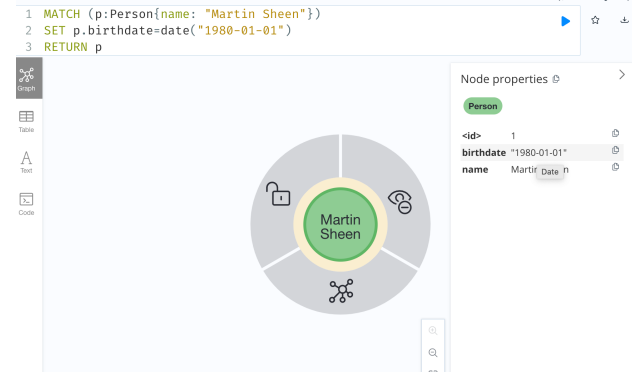 1 MATCH (p:Person{name: "Martin Sheen"})
2 SET p.birthdate=date("1980-01-01")
3 RETURN p
Graph
Table
Text
Code
Martin
Sheen
Node properties
Person
<id> 1
birthdate "1980-01-01"
name
Date